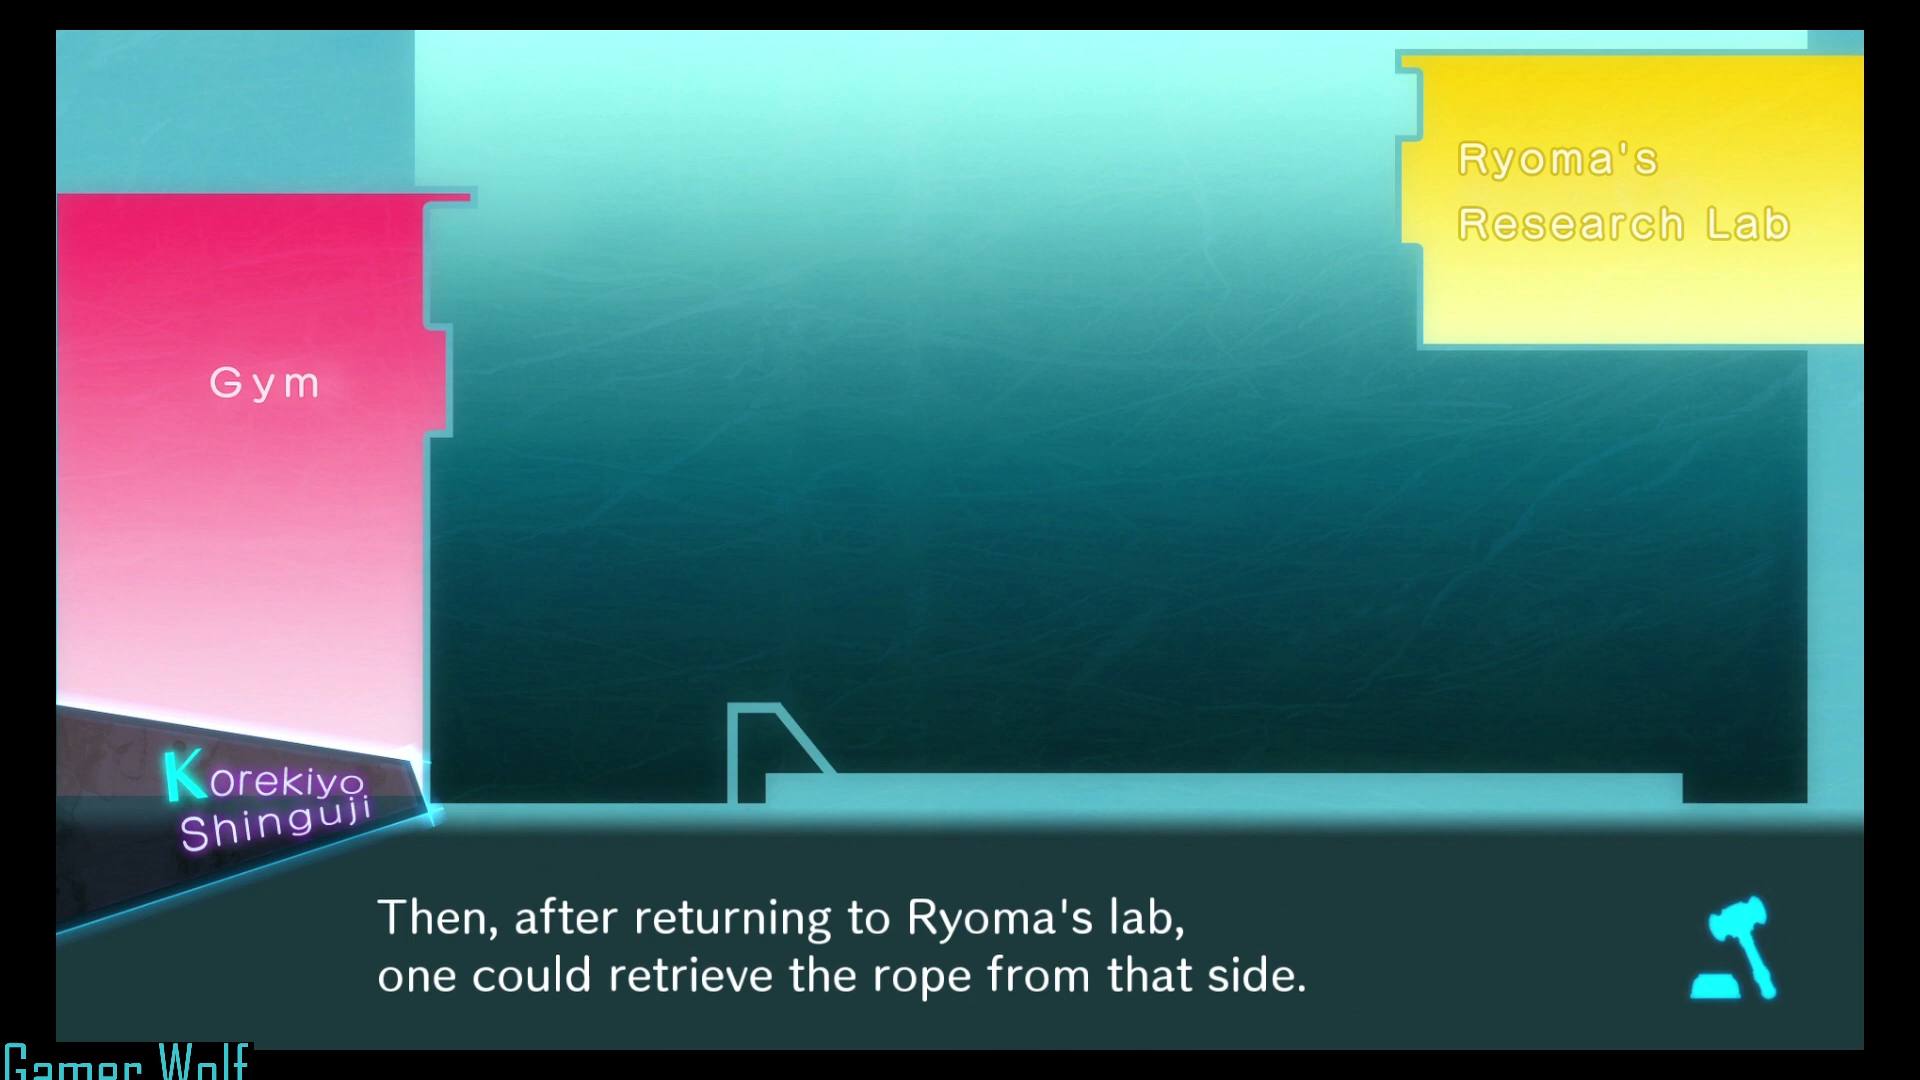 Ryoma's
Research Lab
Gym
Korekiyo
Shinguji
Then, after returning to Ryoma's lab,
one could retrieve the rope from that side.
Gamer Wolf